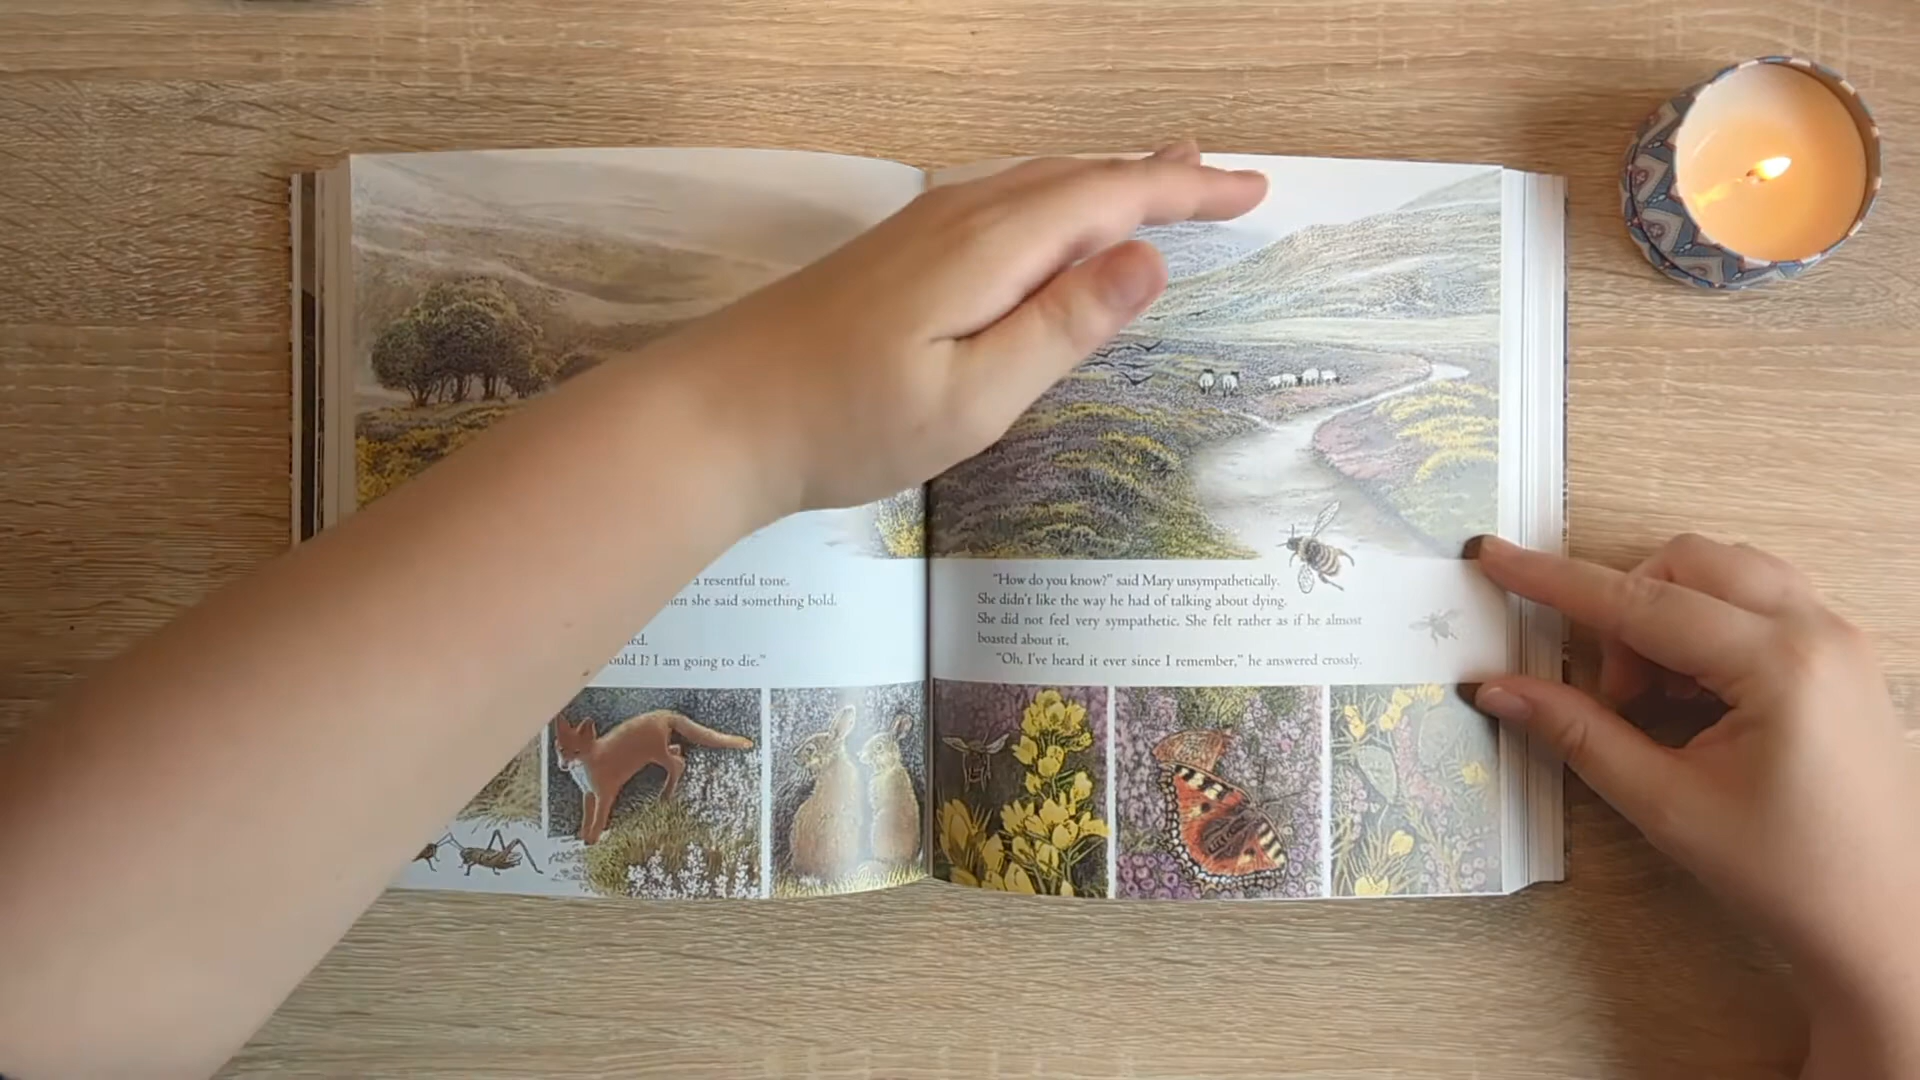 a resentful tone.
she said something bold.
ould I? I am going to die."
"How do you know?" said Mary unsympathetically.
She didn't like the way he had of talking about dying.
She did not feel very sympathetic. She felt rather as if he almost
boasted about it.
"Oh, I've heard it ever since I remember," he answered crossly.